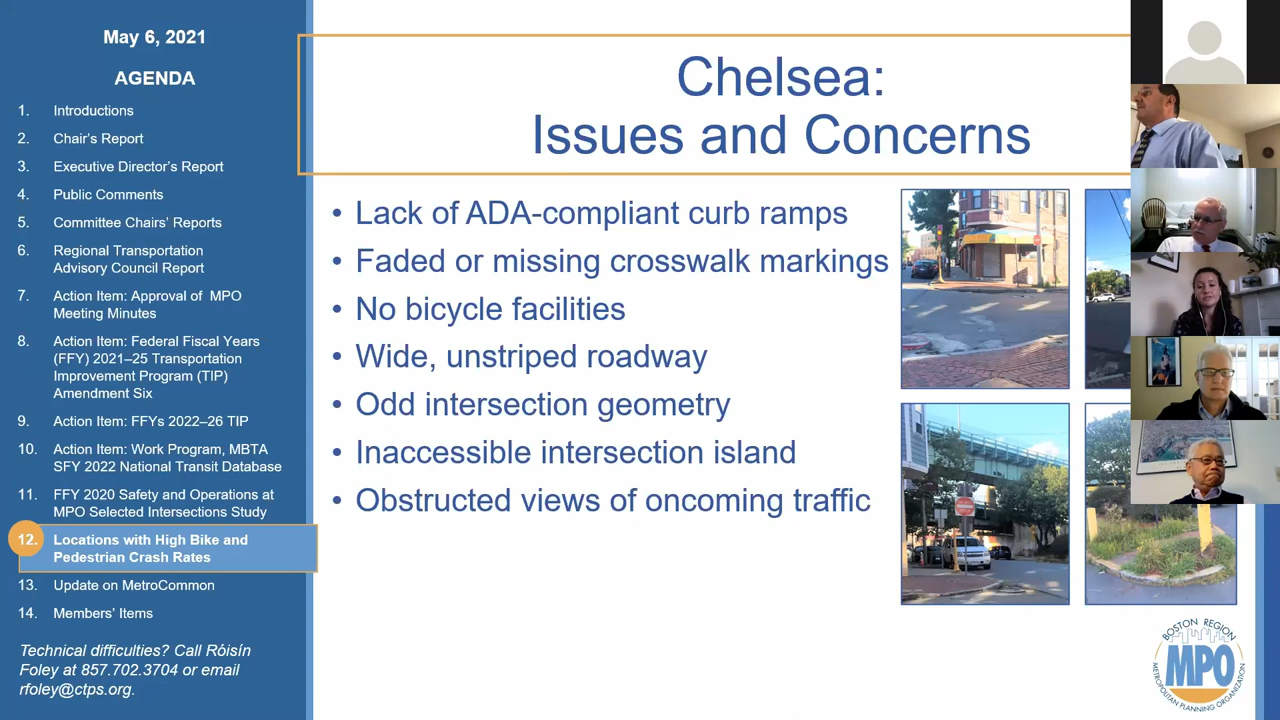 May 6, 2021
AGENDA
1. Introductions
2. Chair's Report
3. Executive Director's Report
4. Public Comments
5. Committee Chairs' Reports
6. Regional Transportation
Advisory Council Report
7. Action Item: Approval of MPO
Meeting Minutes
8. Action Item: Federal Fiscal Years
(FFY) 2021–25 Transportation
Improvement Program (TIP)
Amendment Six
9. Action Item: FFYs 2022–26 TIP
10. Action Item: Work Program, MBTA
SFY 2022 National Transit Database
11. FFY 2020 Safety and Operations at
MPO Selected Intersections Study
12. Locations with High Bike and
Pedestrian Crash Rates
13. Update on MetroCommon
14. Members' Items
Technical difficulties? Call Róisín
Foley at 857.702.3704 or email
rfoley@ctps.org.
Chelsea:
Issues and Concerns
• Lack of ADA-compliant curb ramps
• Faded or missing crosswalk markings
• No bicycle facilities
• Wide, unstriped roadway
• Odd intersection geometry
• Inaccessible intersection island
• Obstructed views of oncoming traffic
BOSTON REGION
MPO
METROPOLITAN PLANNING ORGANIZATION